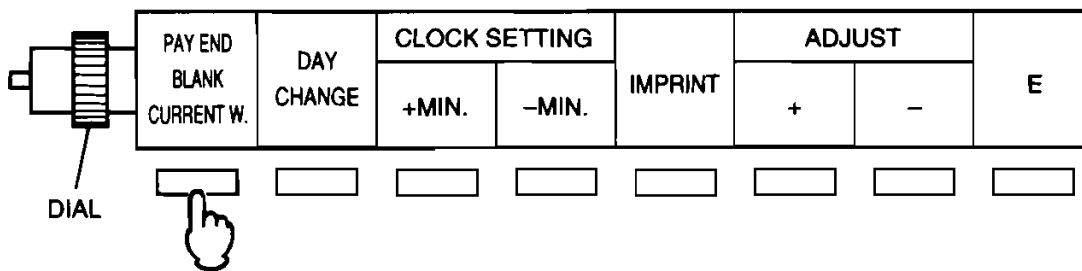 PAY END
BLANK
CURRENT W.
DAY
CHANGE
CLOCK SETTING
+MIN.
−MIN.
IMPRINT
ADJUST
+
−
E
DIAL